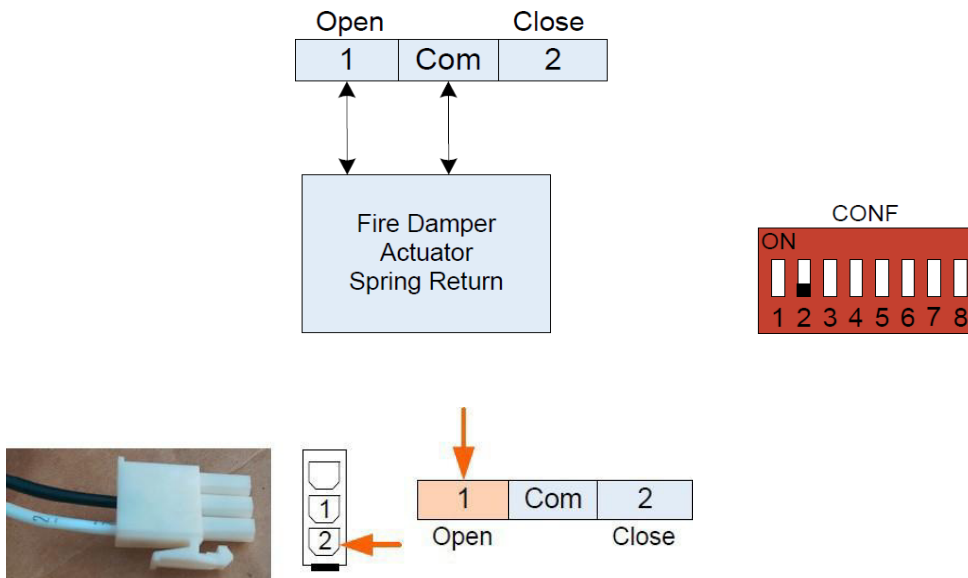 Open Close
1 Com 2
Fire Damper
Actuator
Spring Return
CONF
ON
1 2 3 4 5 6 7 8
1
2
1 Com 2
Open Close
2